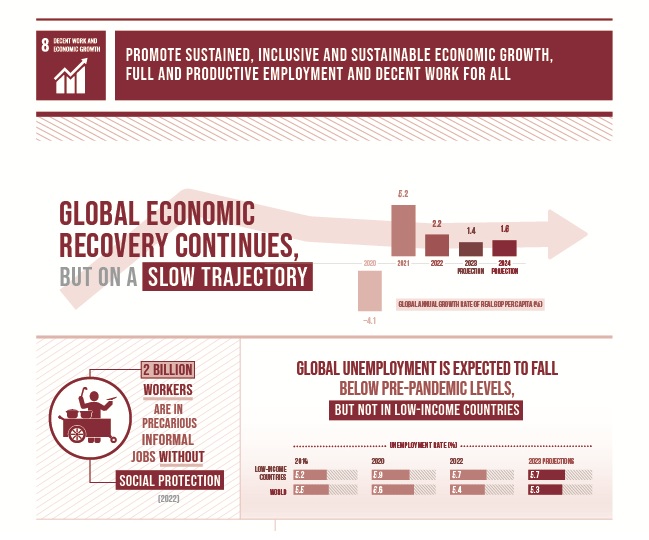 8 DECENT WORK AND
ECONOMIC GROWTH
PROMOTE SUSTAINED, INCLUSIVE AND SUSTAINABLE ECONOMIC GROWTH,
FULL AND PRODUCTIVE EMPLOYMENT AND DECENT WORK FOR ALL
GLOBAL ECONOMIC
RECOVERY CONTINUES,
BUT ON A SLOW TRAJECTORY
5.2
2.2
1.4
1.6
2020 2021 2022 2023 2024
PROJECTION PROJECTION
-4.1
GLOBAL ANNUAL GROWTH RATE OF REAL GDP PER CAPITA (%)
2 BILLION
WORKERS
ARE IN
PRECARIOUS
INFORMAL
JOBS WITHOUT
SOCIAL PROTECTION
(2022)
GLOBAL UNEMPLOYMENT IS EXPECTED TO FALL
BELOW PRE-PANDEMIC LEVELS,
BUT NOT IN LOW-INCOME COUNTRIES
UNEMPLOYMENT RATE (%)
2020 2022 2023 PROJECTIONS
LOW-INCOME
COUNTRIES
5.2 5.9 5.7 5.7
WORLD 5.5 6.6 5.4 5.3